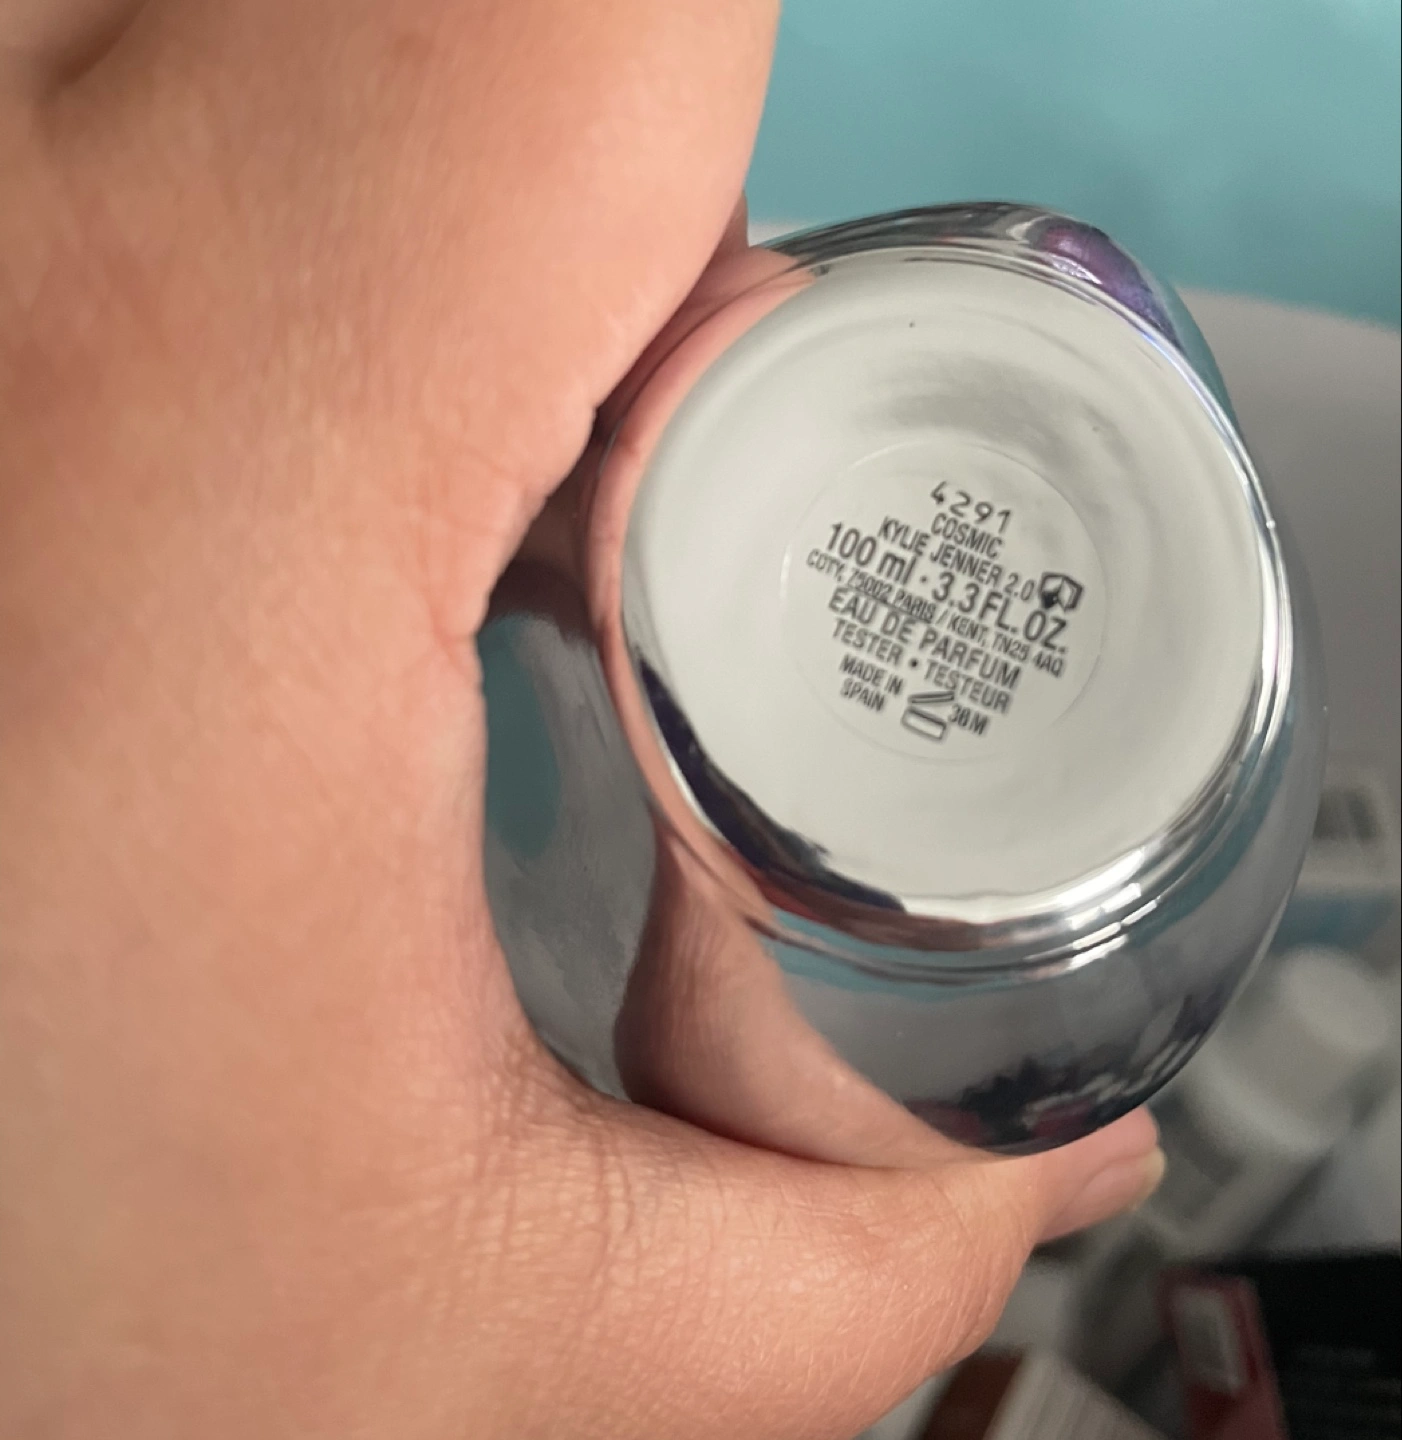 4291
COSMIC
KYLIE JENNER 2.0
100 ml · 3.3 FL. OZ.
COTY, 75002 PARIS / KENT, TN25 4AQ
EAU DE PARFUM
TESTER • TESTEUR
MADE IN
SPAIN
36M